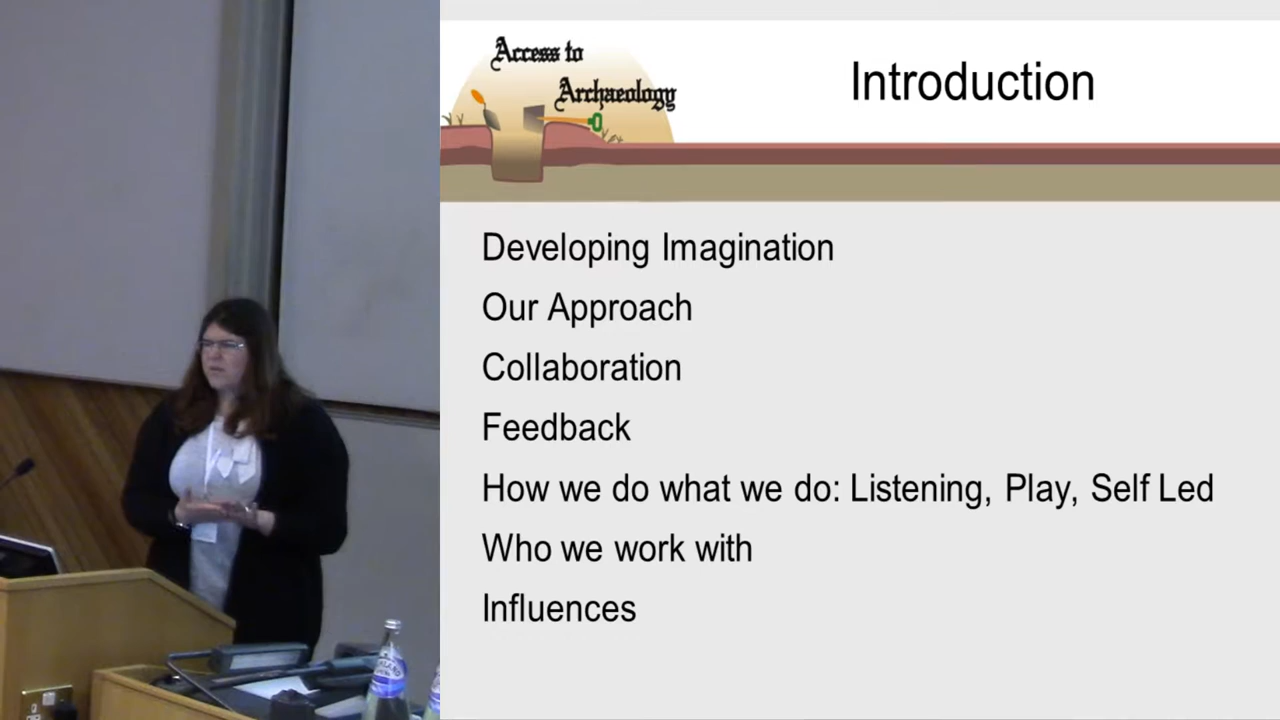 Access to
Archaeology
Introduction
Developing Imagination
Our Approach
Collaboration
Feedback
How we do what we do: Listening, Play, Self Led
Who we work with
Influences